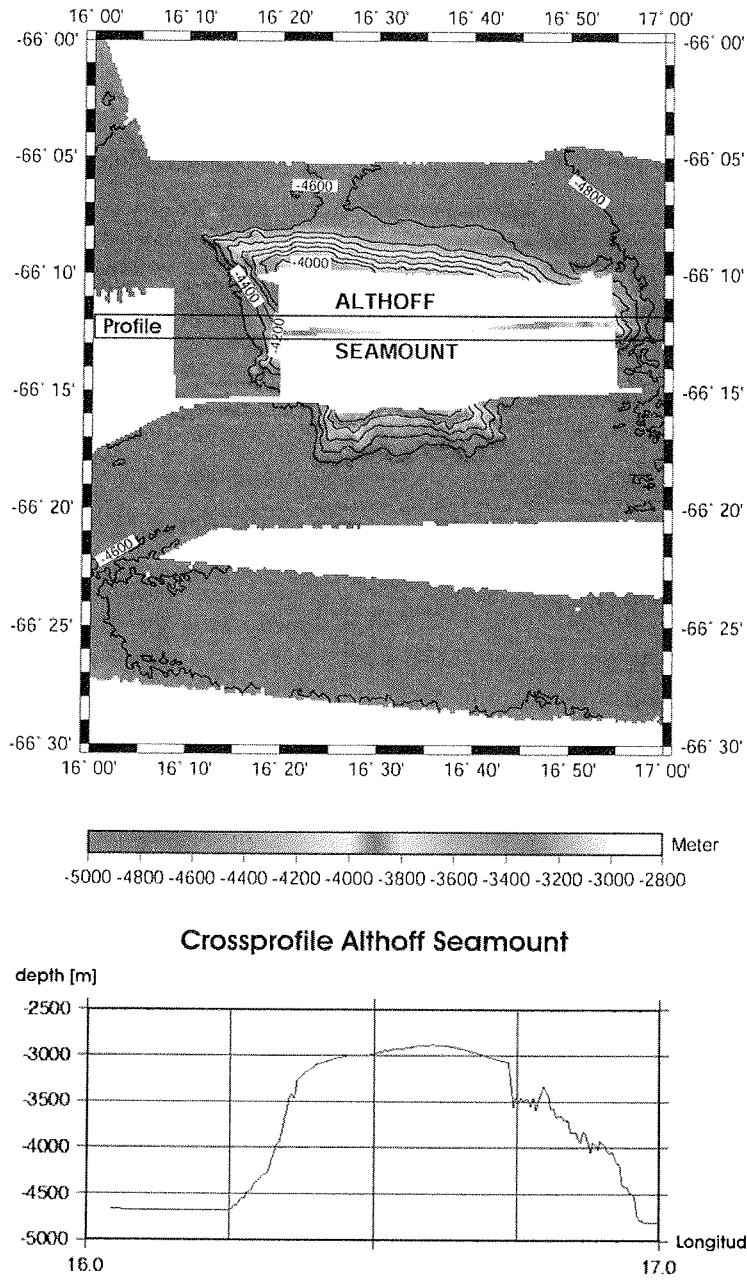 16° 00' 16° 10' 16° 20' 16° 30' 16° 40' 16° 50' 17° 00'
-66° 00' -66° 00'
-66° 05' -66° 05'
-4600 -4800
-66° 10' -4000 -66° 10'
-4400
ALTHOFF
Profile -4200
SEAMOUNT
-66° 15' -66° 15'
-66° 20' -66° 20'
-4600
-66° 25' -66° 25'
-66° 30' -66° 30'
16° 00' 16° 10' 16° 20' 16° 30' 16° 40' 16° 50' 17° 00'
Meter
-5000 -4800 -4600 -4400 -4200 -4000 -3800 -3600 -3400 -3200 -3000 -2800
Crossprofile Althoff Seamount
depth [m]
-2500
-3000
-3500
-4000
-4500
-5000
Longitud
16.0 17.0